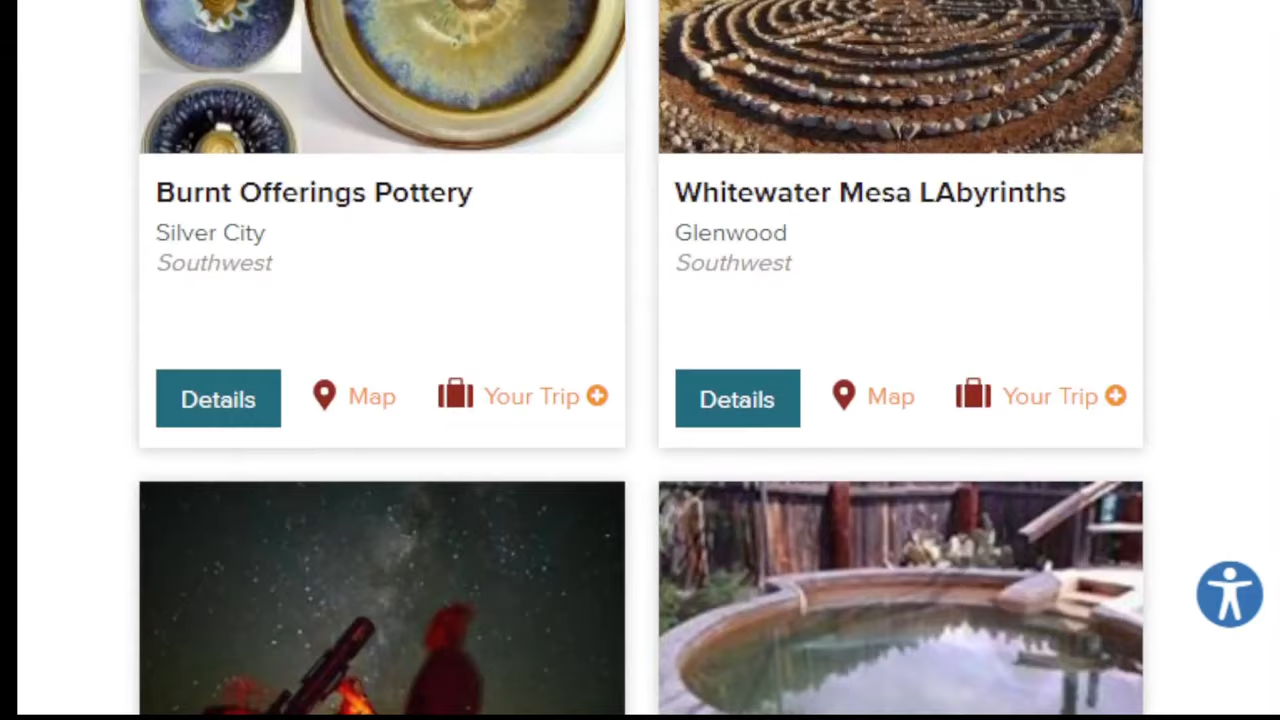 Burnt Offerings Pottery
Silver City
Southwest
Details
Map
Your Trip
Whitewater Mesa LAbyrinths
Glenwood
Southwest
Details
Map
Your Trip